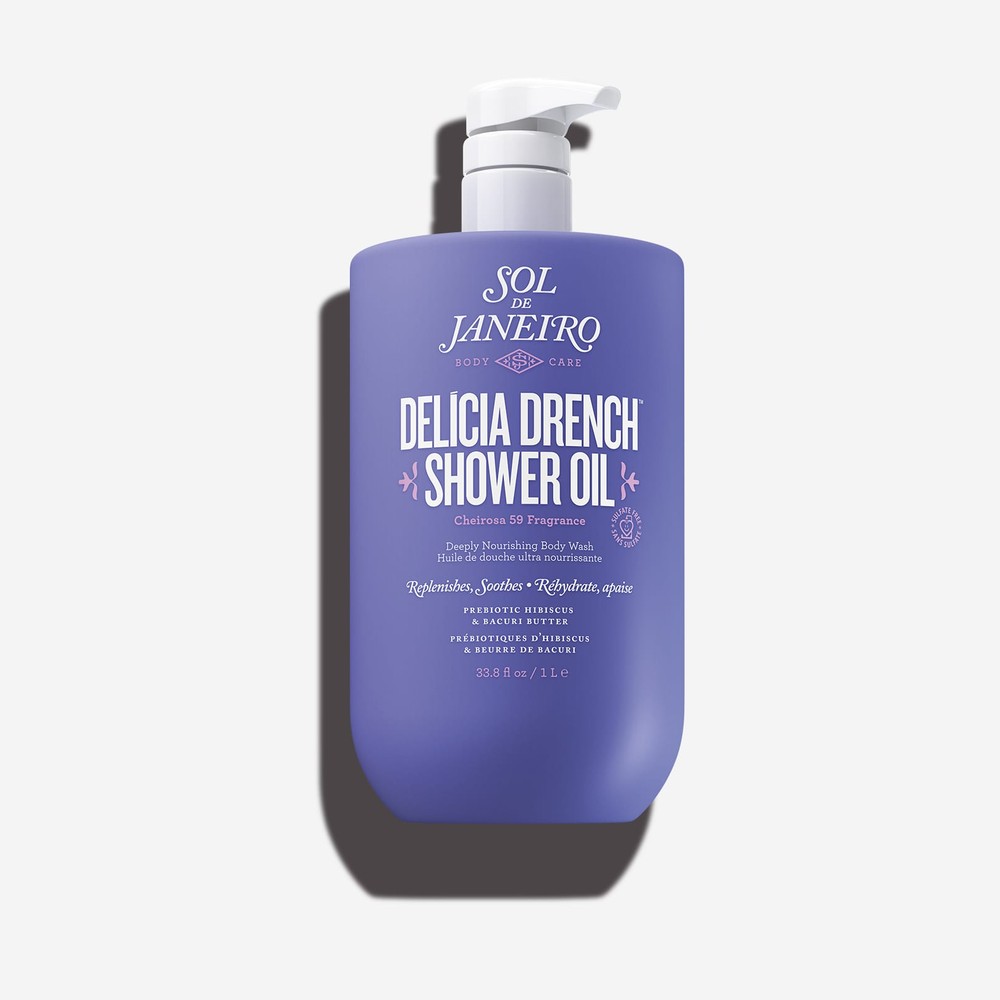 SOL
DE
JANEIRO
BODY CARE
DELÍCIA DRENCH™
SHOWER OIL
Cheirosa 59 Fragrance
SULFATE FREE
SANS SULFATE
Deeply Nourishing Body Wash
Huile de douche ultra nourrissante
Replenishes, Soothes • Réhydrate, apaise
PREBIOTIC HIBISCUS
& BACURI BUTTER
PRÉBIOTIQUES D'HIBISCUS
& BEURRE DE BACURI
33.8 fl oz / 1 L e